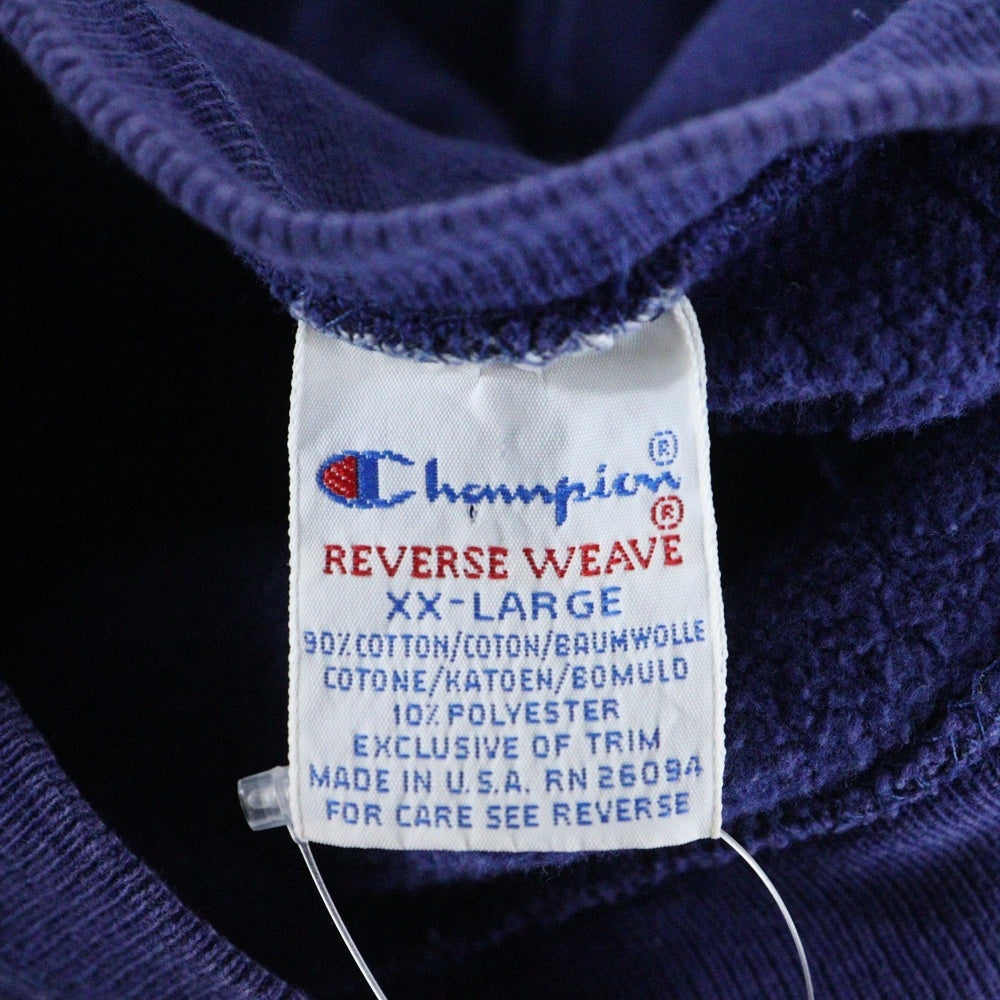 Champion®
REVERSE WEAVE®
XX-LARGE
90% COTTON/COTON/BAUMWOLLE
COTONE/KATOEN/BOMULD
10% POLYESTER
EXCLUSIVE OF TRIM
MADE IN U.S.A. RN 26094
FOR CARE SEE REVERSE